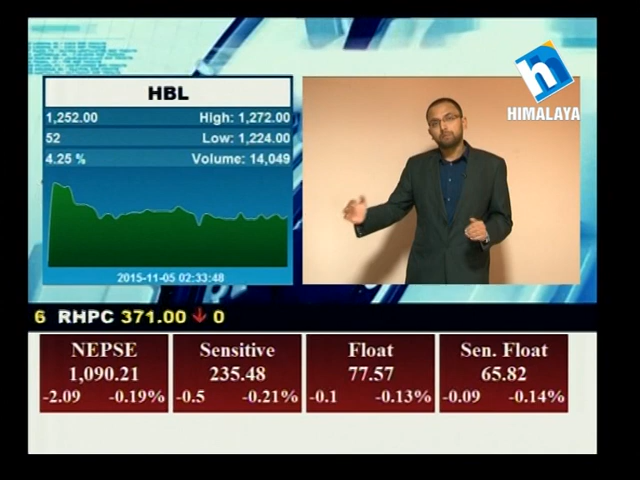 HBL
1,252.00 High: 1,272.00
52 Low: 1,224.00
4.25 % Volume: 14,049
2015-11-05 02:33:48
h
HIMALAYA
6 RHPC 371.00 0
NEPSE
1,090.21
-2.09 -0.19%
Sensitive
235.48
-0.5 -0.21%
Float
77.57
-0.1 -0.13%
Sen. Float
65.82
-0.09 -0.14%